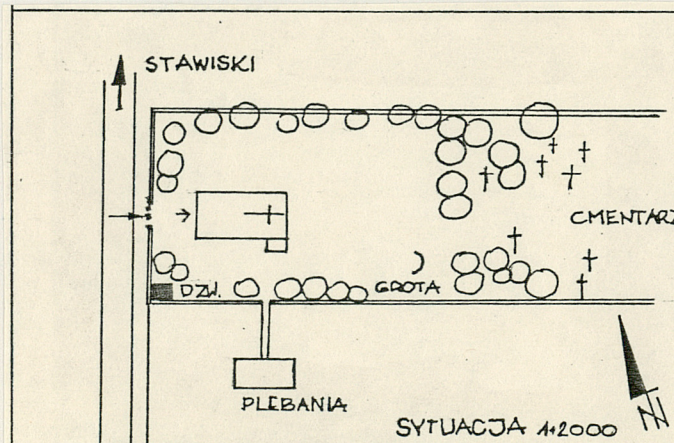 STAWISKI
CMENTARZ
DZW.
GROTA
PLEBANIA
N
SYTUACJA 1:2000